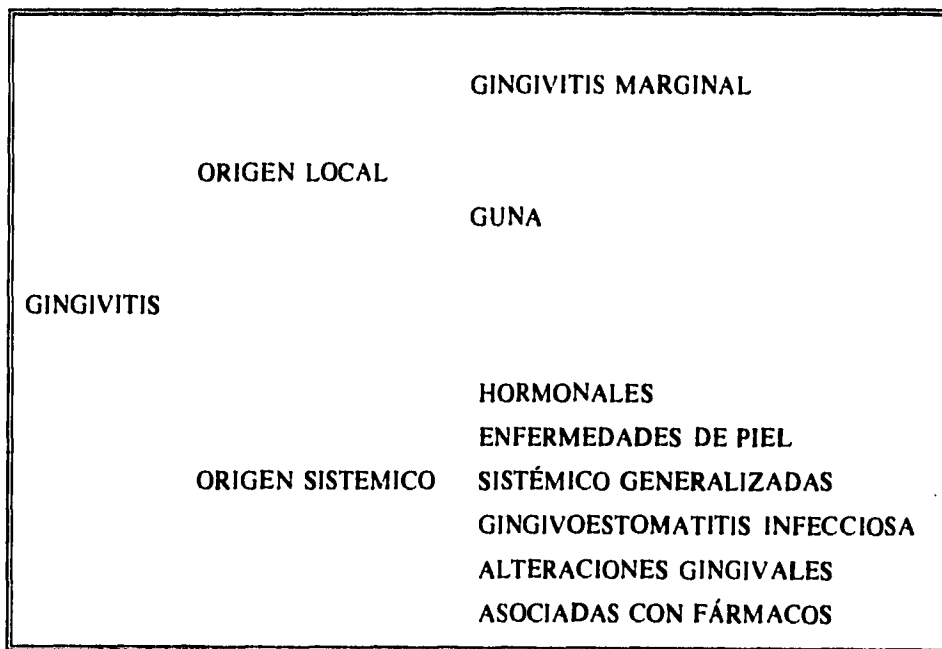 GINGIVITIS MARGINAL
ORIGEN LOCAL
GUNA
GINGIVITIS
HORMONALES
ENFERMEDADES DE PIEL
ORIGEN SISTEMICO SISTÉMICO GENERALIZADAS
GINGIVOESTOMATITIS INFECCIOSA
ALTERACIONES GINGIVALES
ASOCIADAS CON FÁRMACOS